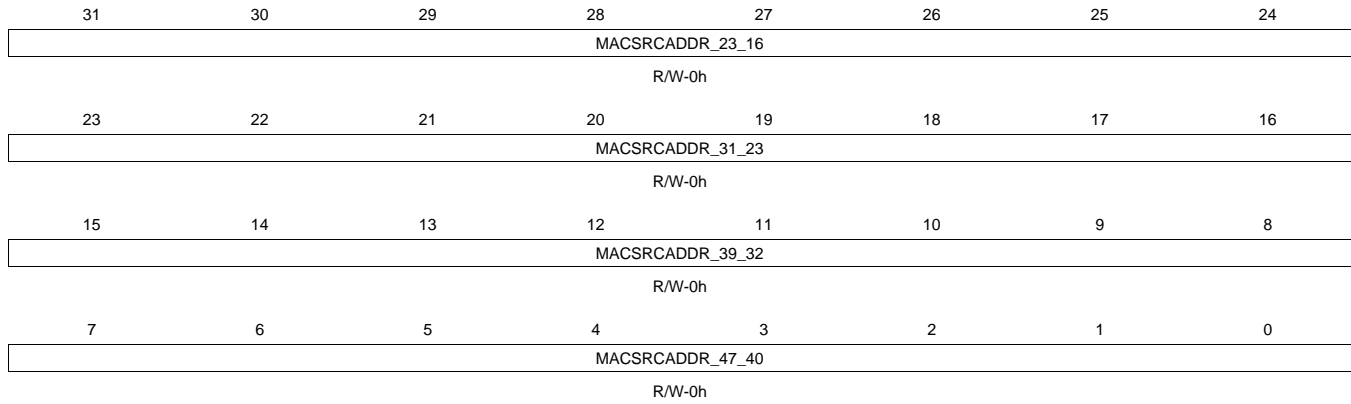 31 30 29 28 27 26 25 24
MACSRCADDR_23_16
R/W-0h
23 22 21 20 19 18 17 16
MACSRCADDR_31_23
R/W-0h
15 14 13 12 11 10 9 8
MACSRCADDR_39_32
R/W-0h
7 6 5 4 3 2 1 0
MACSRCADDR_47_40
R/W-0h